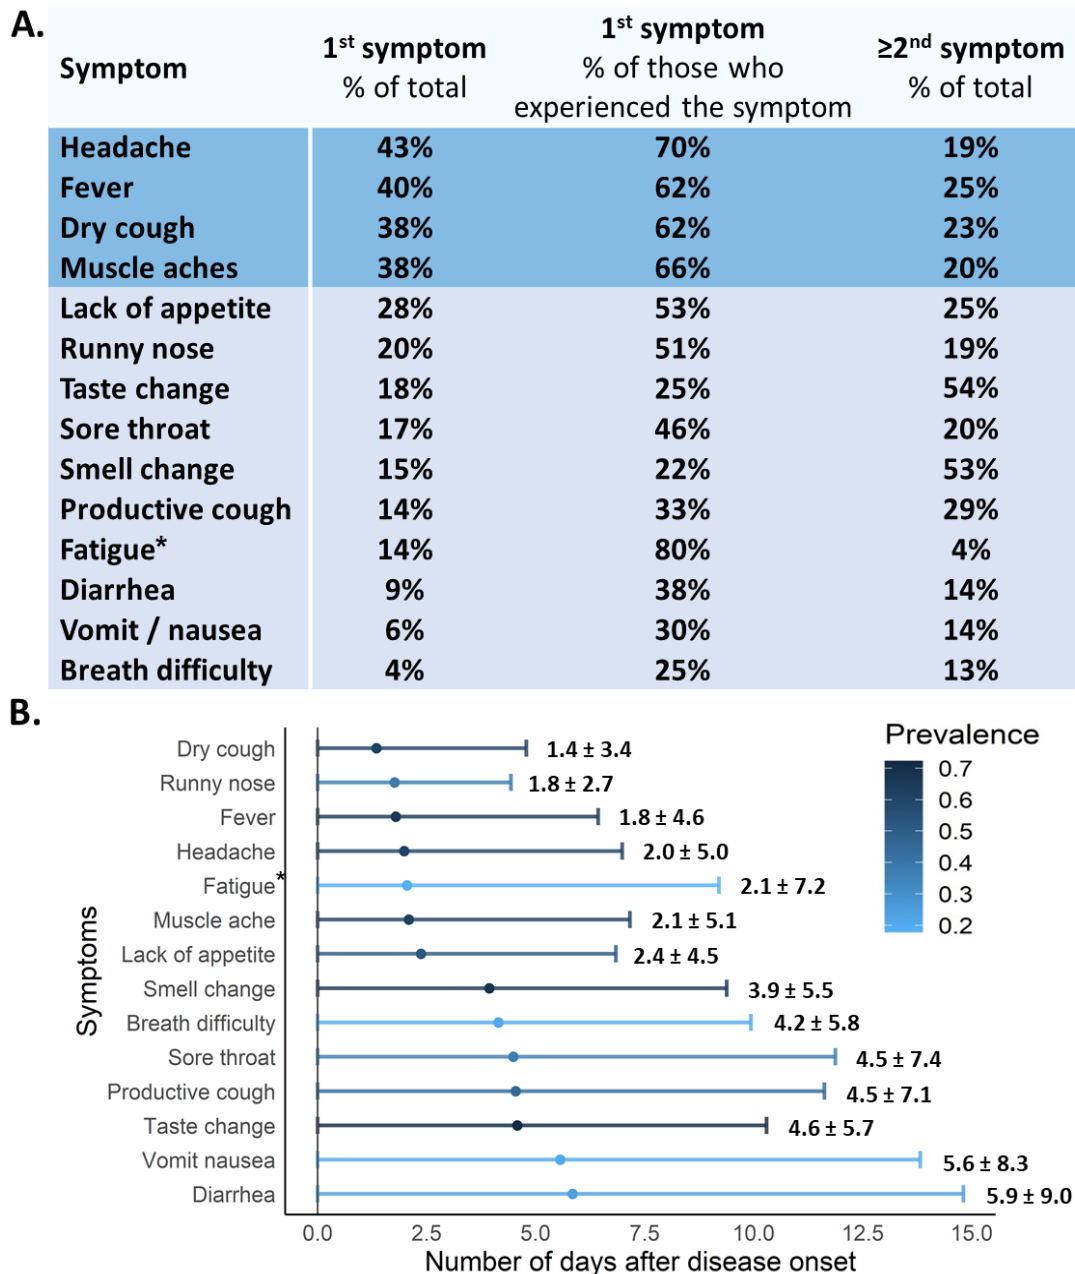 A.
Symptom 1st symptom % of total 1st symptom % of those who experienced the symptom ≥2nd symptom % of total
Headache 43% 70% 19%
Fever 40% 62% 25%
Dry cough 38% 62% 23%
Muscle aches 38% 66% 20%
Lack of appetite 28% 53% 25%
Runny nose 20% 51% 19%
Taste change 18% 25% 54%
Sore throat 17% 46% 20%
Smell change 15% 22% 53%
Productive cough 14% 33% 29%
Fatigue* 14% 80% 4%
Diarrhea 9% 38% 14%
Vomit / nausea 6% 30% 14%
Breath difficulty 4% 25% 13%
B.
Symptoms
Dry cough 1.4 ± 3.4
Runny nose 1.8 ± 2.7
Fever 1.8 ± 4.6
Headache 2.0 ± 5.0
Fatigue* 2.1 ± 7.2
Muscle ache 2.1 ± 5.1
Lack of appetite 2.4 ± 4.5
Smell change 3.9 ± 5.5
Breath difficulty 4.2 ± 5.8
Sore throat 4.5 ± 7.4
Productive cough 4.5 ± 7.1
Taste change 4.6 ± 5.7
Vomit nausea 5.6 ± 8.3
Diarrhea 5.9 ± 9.0
0.0 2.5 5.0 7.5 10.0 12.5 15.0
Number of days after disease onset
Prevalence
0.7
0.6
0.5
0.4
0.3
0.2